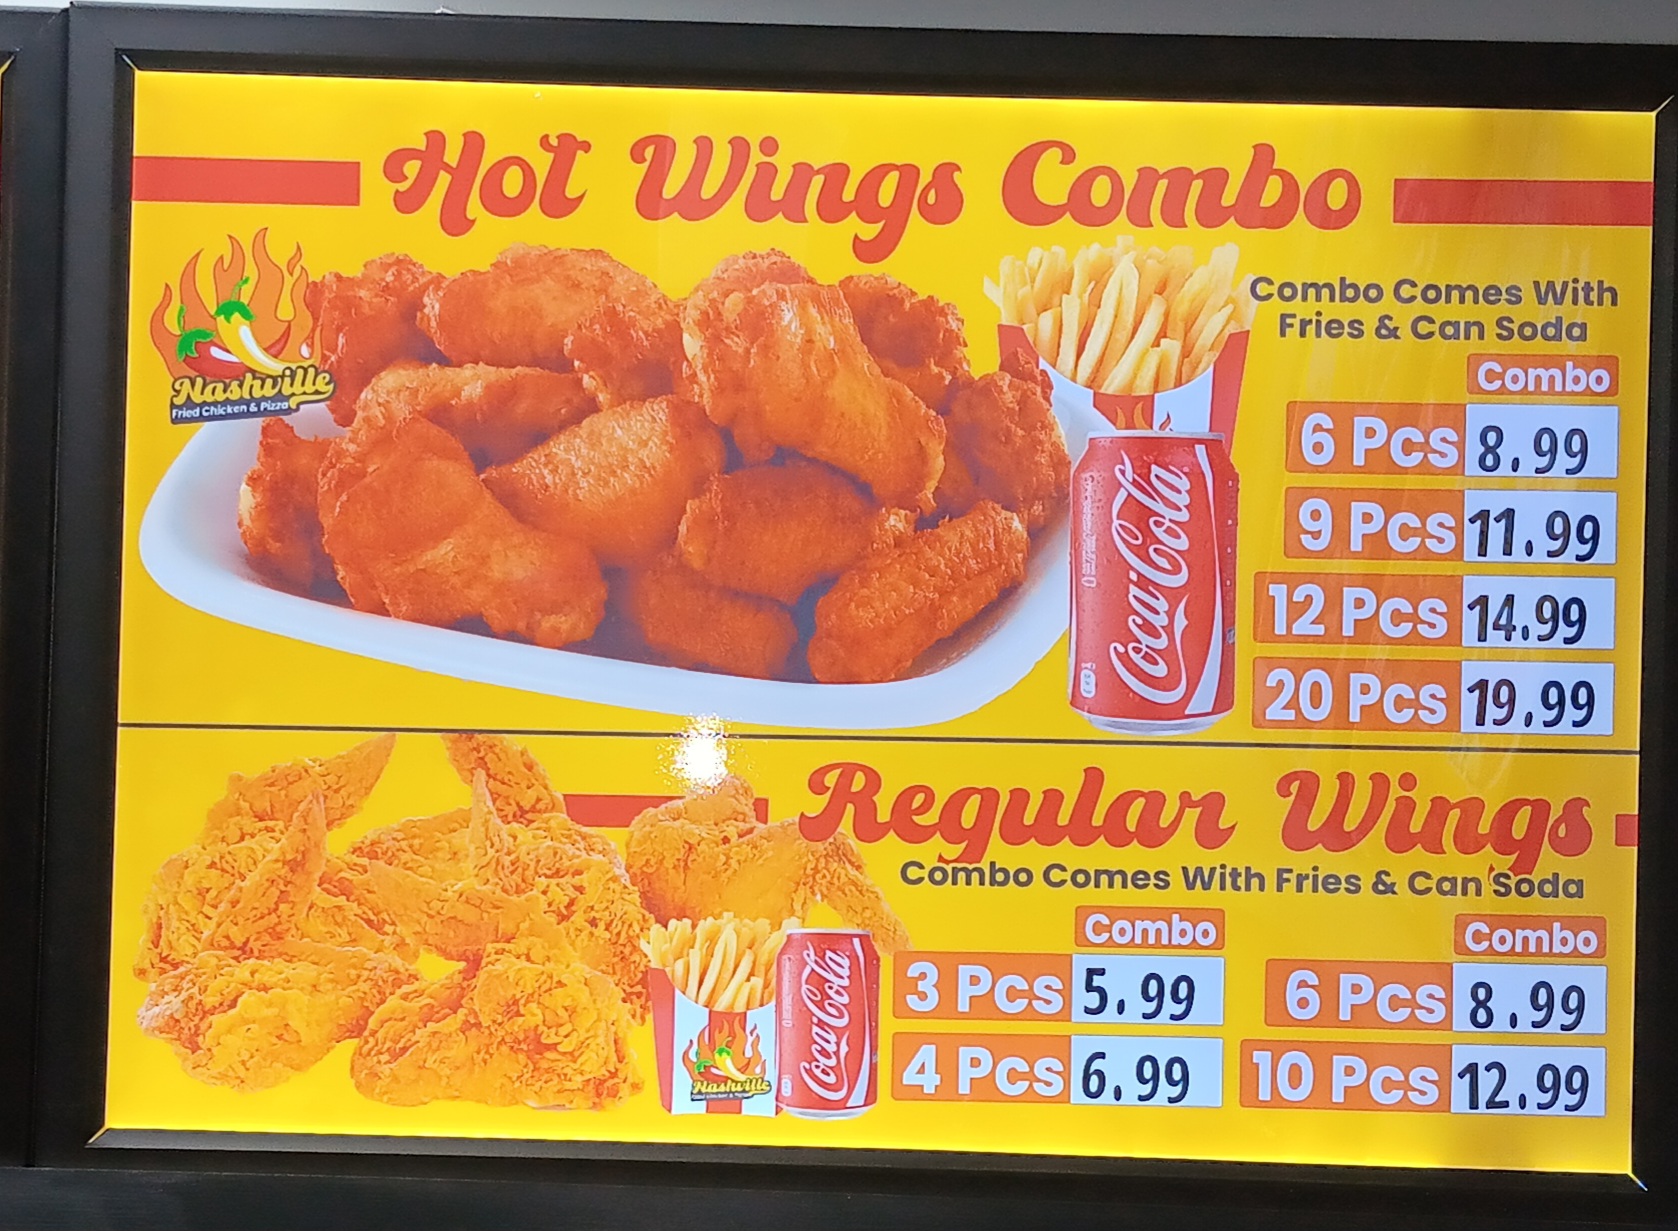 Hot Wings Combo
Nashville
Fried Chicken & Pizza
Combo Comes With
Fries & Can Soda
Combo
6 Pcs 8.99
9 Pcs 11.99
12 Pcs 14.99
20 Pcs 19.99
Coca-Cola
Regular Wings
Combo Comes With Fries & Can Soda
Combo Combo
3 Pcs 5.99 6 Pcs 8.99
4 Pcs 6.99 10 Pcs 12.99
Coca-Cola
Nashville